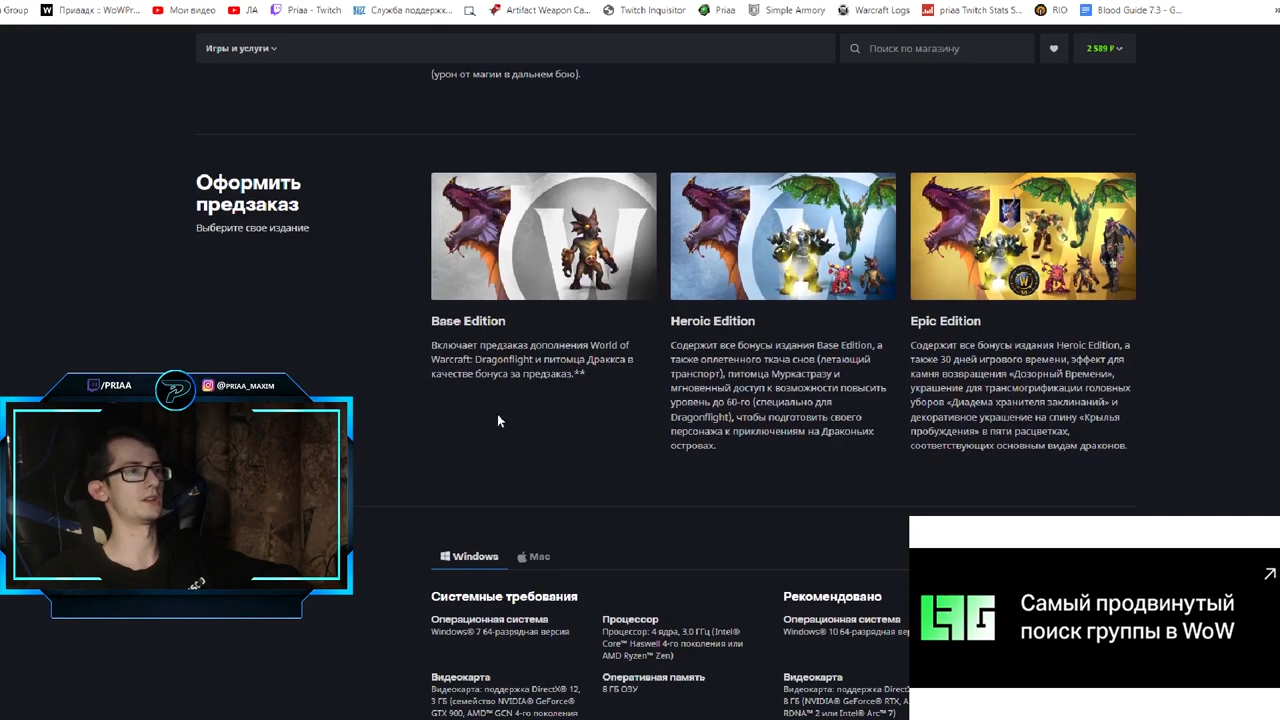 n Group
Приаадк :: WoWPr...
Мои видео
ЛА
Priaa - Twitch
Служба поддержк...
Artifact Weapon Ca...
Twitch Inquisitor
Priaa
Simple Armory
Warcraft Logs
priaa Twitch Stats S...
RIO
Blood Guide 7.3 - G...
Игры и услуги
Поиск по магазину
2 589 ₽
(урон от магии в дальнем бою).
Оформить
предзаказ
Выберите свое издание
Base Edition
Включает предзаказ дополнения World of
Warcraft: Dragonflight и питомца Драккса в
качестве бонуса за предзаказ.**
Heroic Edition
Содержит все бонусы издания Base Edition, а
также оплетенного ткача снов (летающий
транспорт), питомца Муркастразу и
мгновенный доступ к возможности повысить
уровень до 60-го (специально для
Dragonflight), чтобы подготовить своего
персонажа к приключениям на Драконьих
островах.
Epic Edition
Содержит все бонусы издания Heroic Edition, а
также 30 дней игрового времени, эффект для
камня возвращения «Дозорный Времени»,
украшение для трансмогрификации головных
уборов «Диадема хранителя заклинаний» и
декоративное украшение на спину «Крылья
пробуждения» в пяти расцветках,
соответствующих основным видам драконов.
/PRIAA
@PRIAA_MAXIM
Windows
Mac
Системные требования
Операционная система
Windows® 7 64-разрядная версия
Процессор
Процессор: 4 ядра, 3,0 ГГц (Intel®
Core™ Haswell 4-го поколения или
AMD Ryzen™ Zen)
Видеокарта
Видеокарта: поддержка DirectX® 12,
3 ГБ (семейство NVIDIA® GeForce®
GTX 900, AMD™ GCN 4-го поколения
Оперативная память
8 ГБ ОЗУ
Рекомендовано
Операционная система
Windows® 10 64-разрядная вер
Видеокарта
Видеокарта: поддержка DirectX®
8 ГБ (NVIDIA® GeForce® RTX, A
RDNA™ 2 или Intel® Arc™ 7)
LFG
Самый продвинутый
поиск группы в WoW